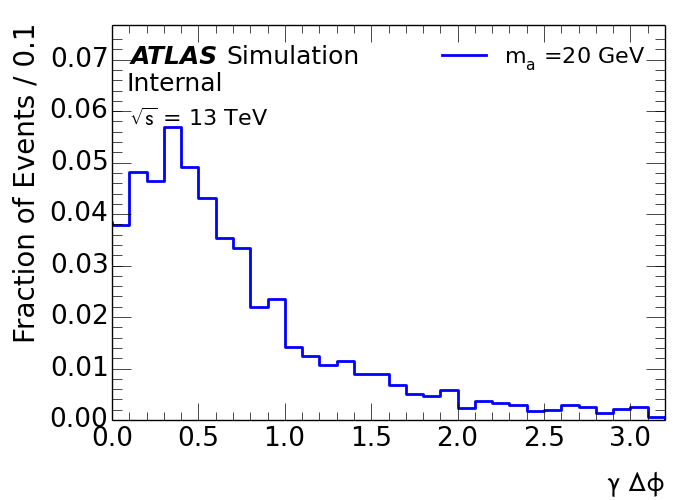 Fraction of Events / 0.1
0.07
0.06
0.05
0.04
0.03
0.02
0.01
0.00
ATLAS Simulation
Internal
√s = 13 TeV
mₐ =20 GeV
0.0 0.5 1.0 1.5 2.0 2.5 3.0
γ Δϕ